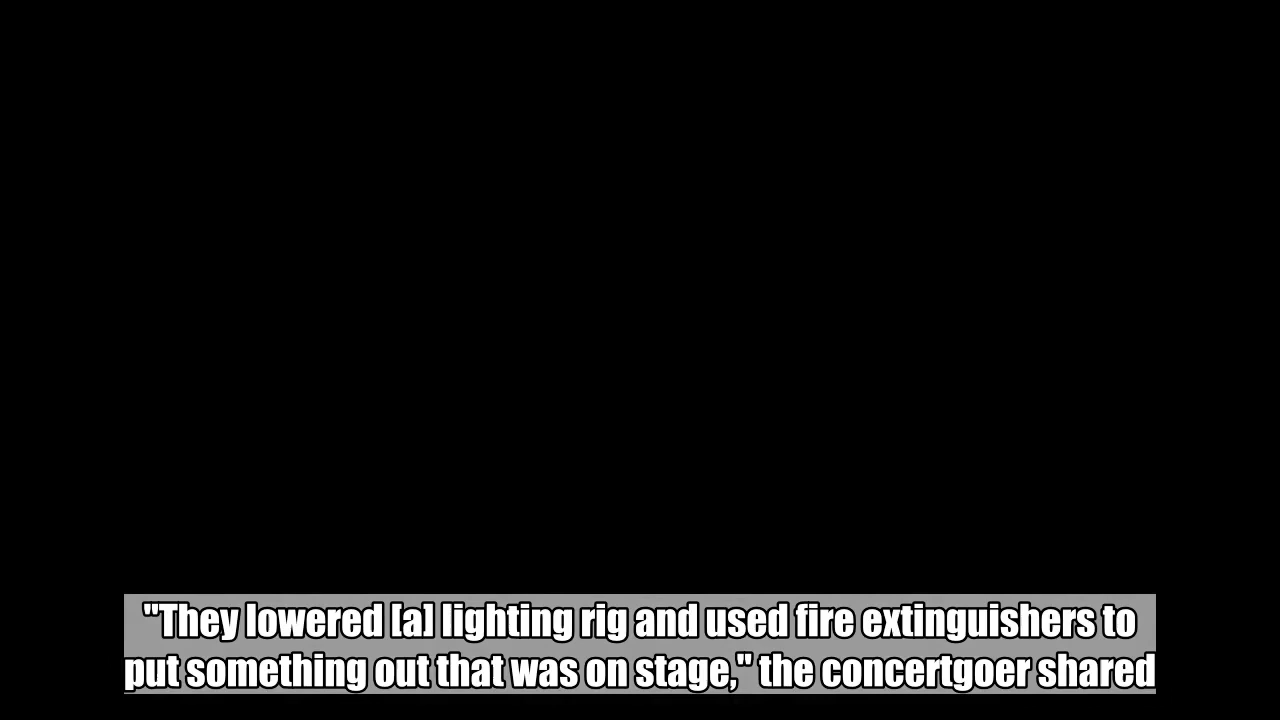 "They lowered [a] lighting rig and used fire extinguishers to
put something out that was on stage," the concertgoer shared